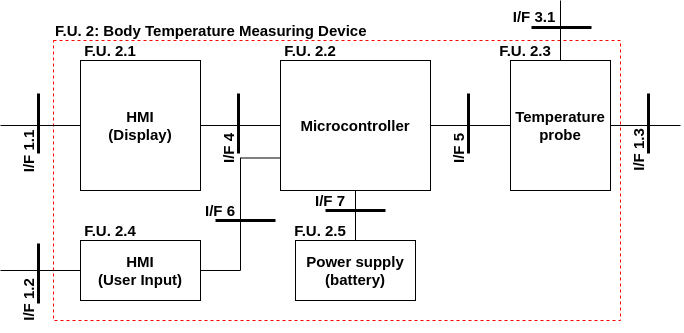 I/F 3.1
F.U. 2: Body Temperature Measuring Device
F.U. 2.1
F.U. 2.2
F.U. 2.3
HMI
(Display)
Microcontroller
Temperature
probe
I/F 1.1
I/F 4
I/F 5
I/F 1.3
I/F 6
I/F 7
F.U. 2.4
F.U. 2.5
HMI
(User Input)
Power supply
(battery)
I/F 1.2